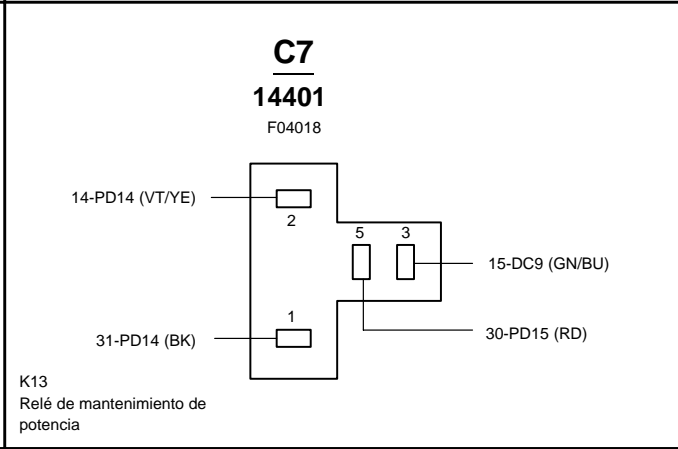 C7
14401
F04018
14-PD14 (VT/YE)
2
5 3
15-DC9 (GN/BU)
1
31-PD14 (BK)
30-PD15 (RD)
K13
Relé de mantenimiento de
potencia